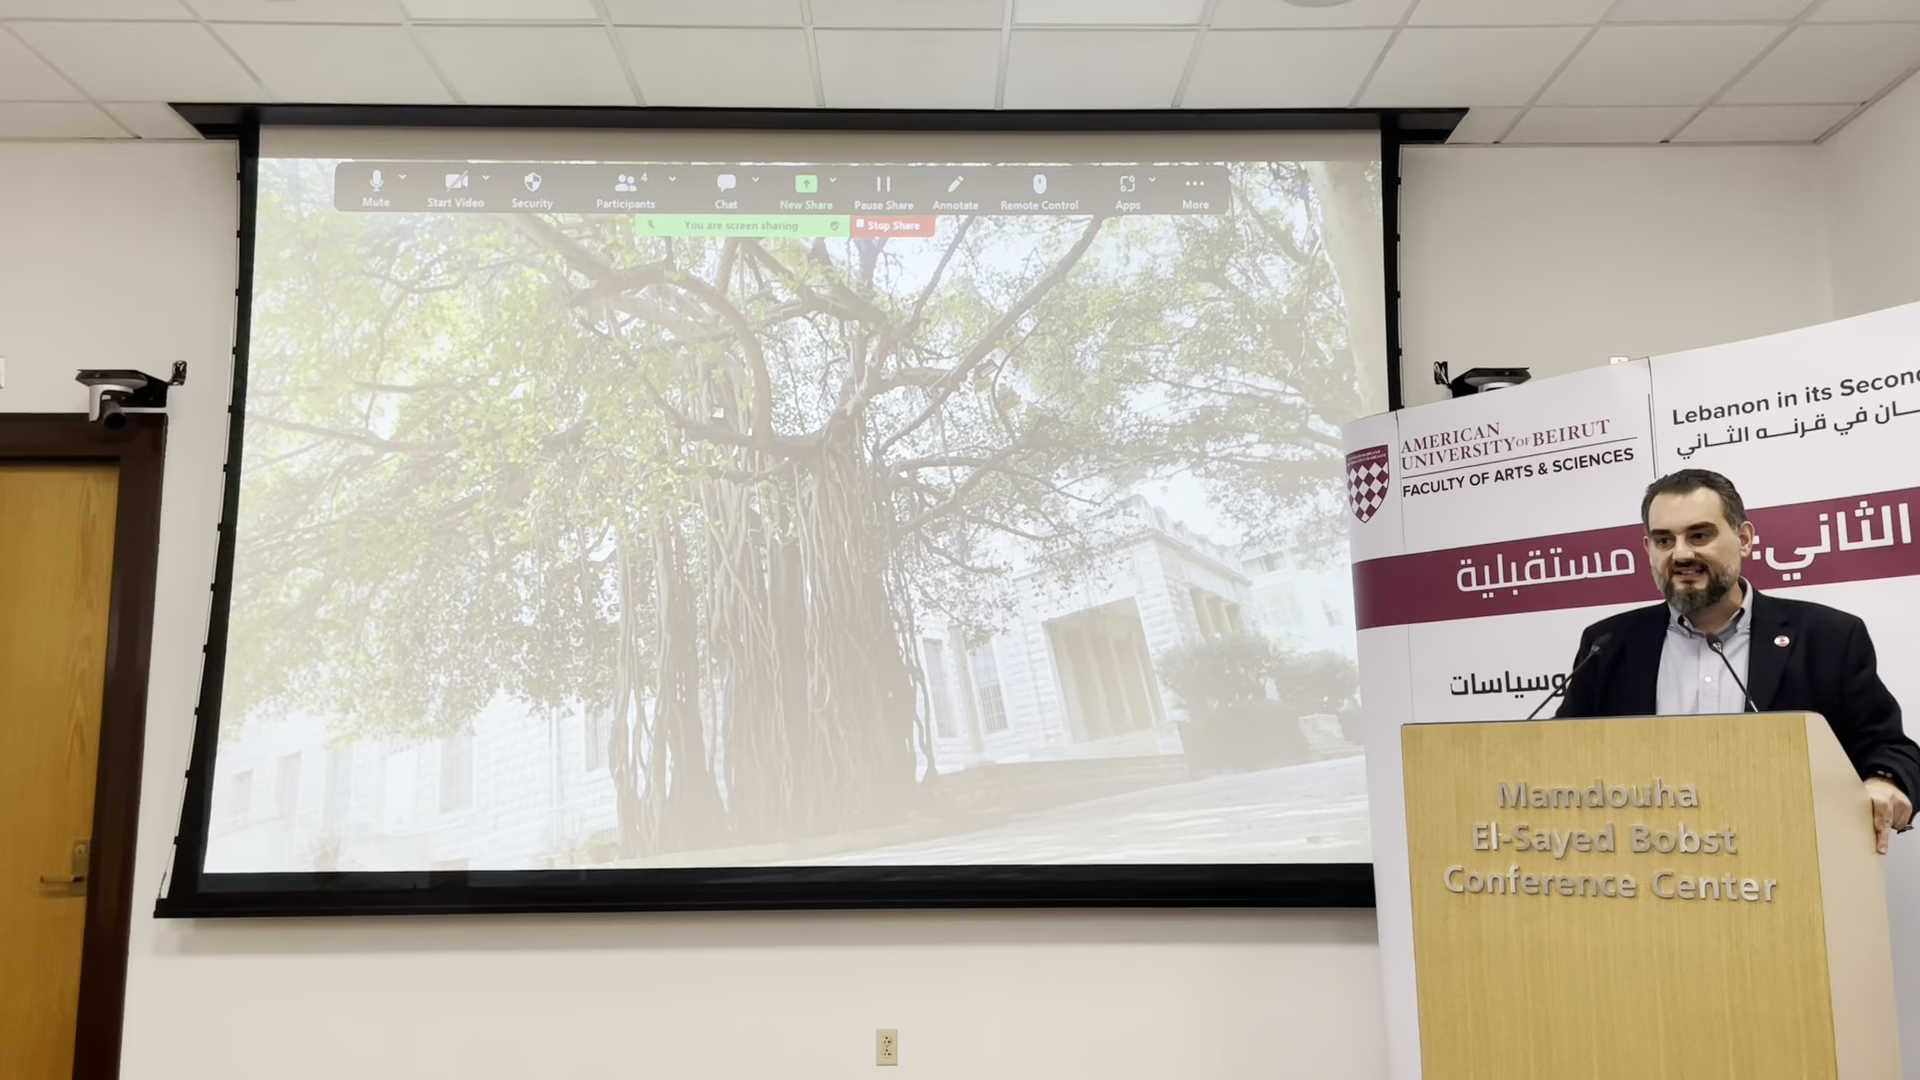 Mute
Start Video
Security
Participants
4
Chat
New Share
Pause Share
Annotate
Remote Control
Apps
More
You are screen sharing
Stop Share
AMERICAN
UNIVERSITY OF BEIRUT
FACULTY OF ARTS & SCIENCES
Lebanon in its
في قرنه الثاني
الثاني:
مستقبلية
وسياسات
Mamdouha
El-Sayed Bobst
Conference Center